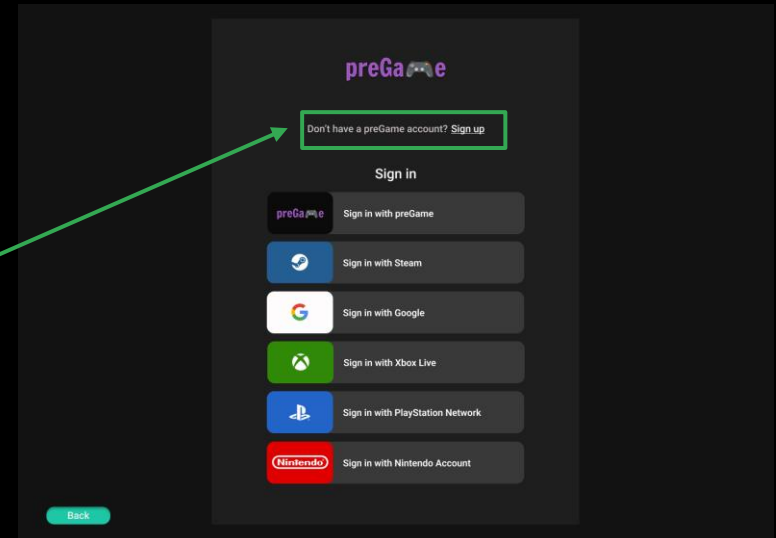 preGa🎮e
Don't have a preGame account? Sign up
Sign in
preGa🎮e Sign in with preGame
Sign in with Steam
G Sign in with Google
Sign in with Xbox Live
Sign in with PlayStation Network
Nintendo Sign in with Nintendo Account
Back